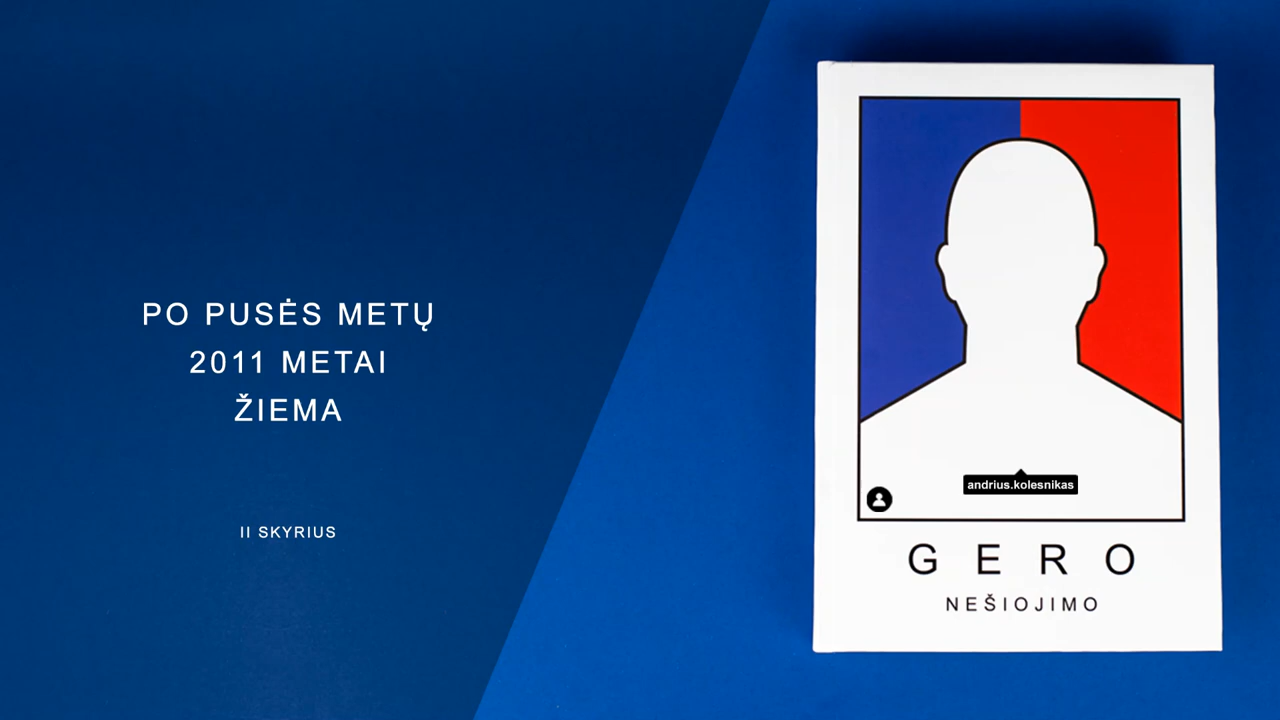 PO PUSĖS METŲ
2011 METAI
ŽIEMA
II SKYRIUS
andrius.kolesnikas
GERO
NEŠIOJIMO